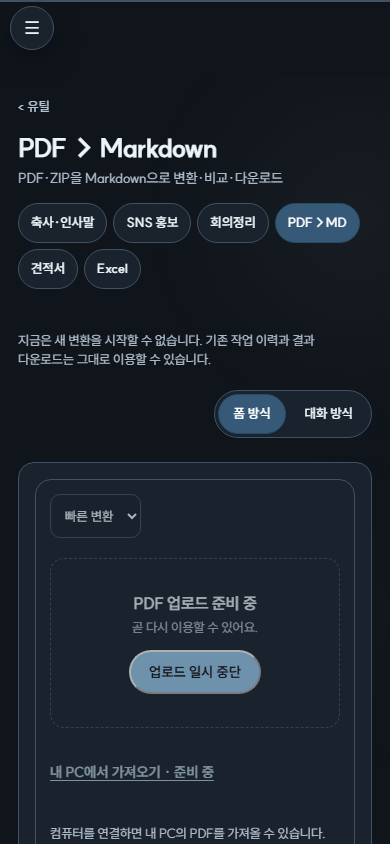 ☰
< 유틸
PDF > Markdown
PDF·ZIP을 Markdown으로 변환·비교·다운로드
축사·인사말 SNS 홍보 회의정리 PDF > MD
견적서 Excel
지금은 새 변환을 시작할 수 없습니다. 기존 작업 이력과 결과
다운로드는 그대로 이용할 수 있습니다.
폼 방식 대화 방식
빠른 변환
PDF 업로드 준비 중
곧 다시 이용할 수 있어요.
업로드 일시 중단
내 PC에서 가져오기 · 준비 중
컴퓨터를 연결하면 내 PC의 PDF를 가져올 수 있습니다.